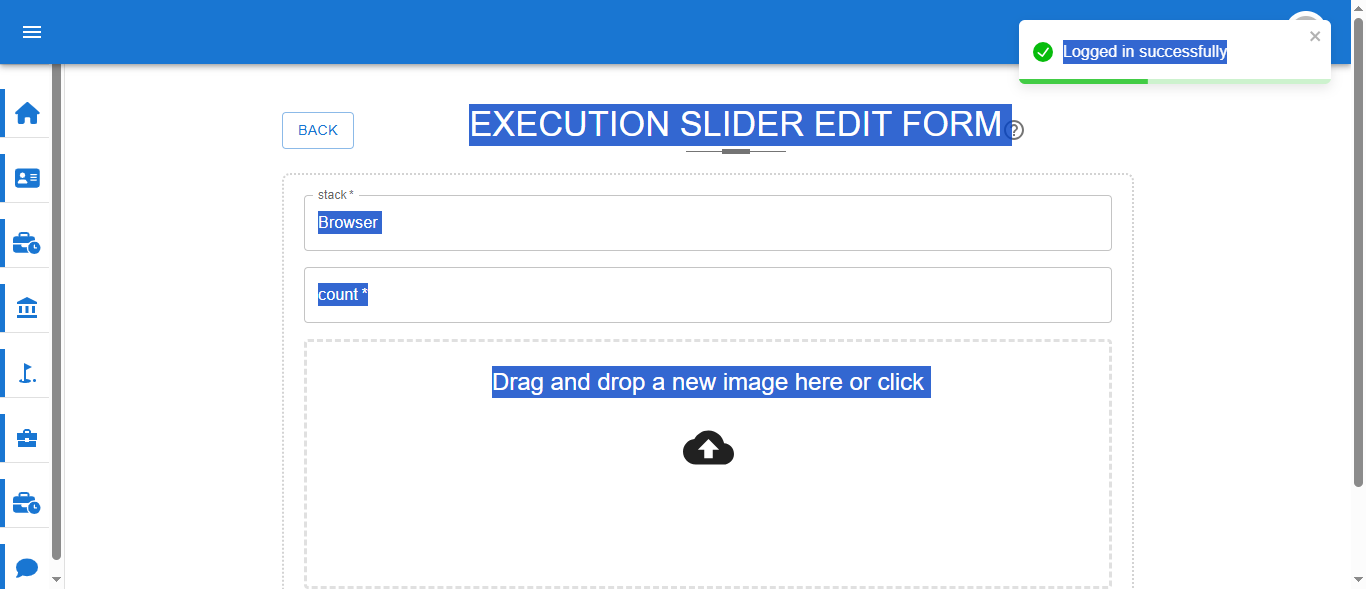 Logged in successfully
BACK
EXECUTION SLIDER EDIT FORM
stack *
Browser
count *
Drag and drop a new image here or click